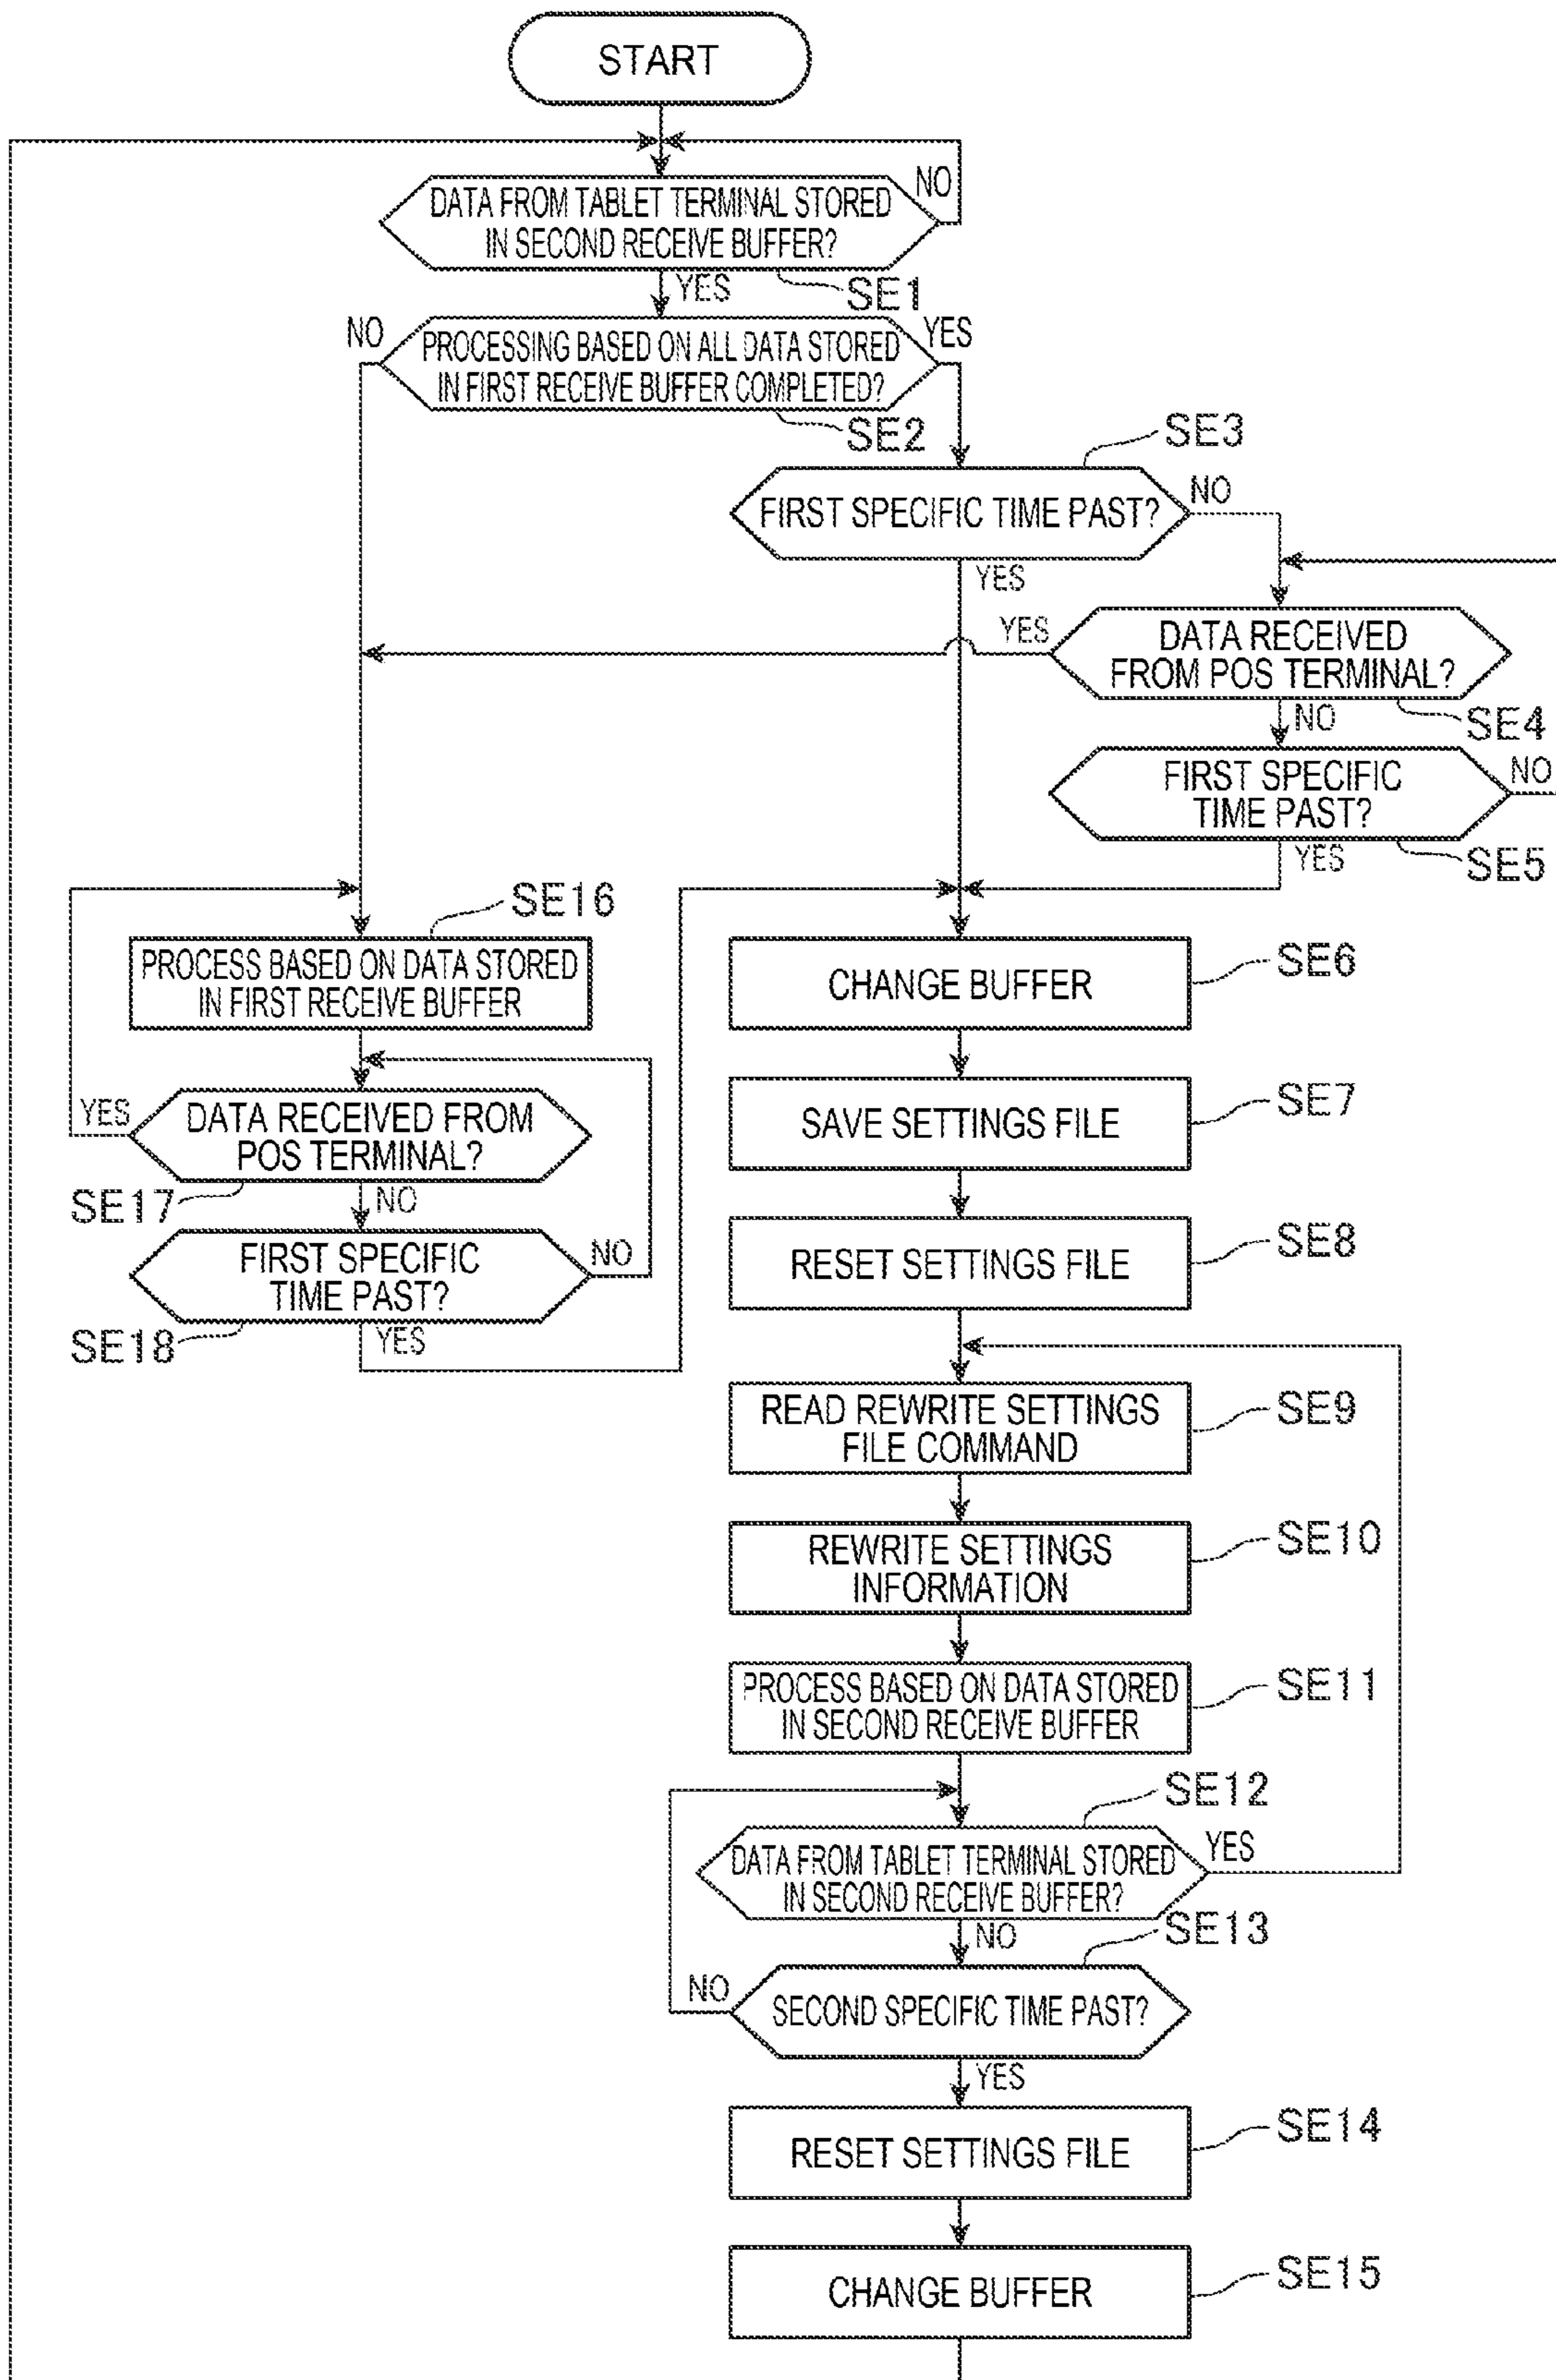 START
NO
DATA FROM TABLET TERMINAL STORED
IN SECOND RECEIVE BUFFER?
YES
SE1
NO
YES
PROCESSING BASED ON ALL DATA STORED
IN FIRST RECEIVE BUFFER COMPLETED?
SE2
SE3
FIRST SPECIFIC TIME PAST?
NO
YES
YES
DATA RECEIVED
FROM POS TERMINAL?
NO
SE4
FIRST SPECIFIC
TIME PAST?
NO
YES
SE5
SE16
PROCESS BASED ON DATA STORED
IN FIRST RECEIVE BUFFER
YES
DATA RECEIVED FROM
POS TERMINAL?
SE17
NO
FIRST SPECIFIC
TIME PAST?
NO
SE18
YES
CHANGE BUFFER
SE6
SAVE SETTINGS FILE
SE7
RESET SETTINGS FILE
SE8
READ REWRITE SETTINGS
FILE COMMAND
SE9
REWRITE SETTINGS
INFORMATION
SE10
PROCESS BASED ON DATA STORED
IN SECOND RECEIVE BUFFER
SE11
SE12
DATA FROM TABLET TERMINAL STORED
IN SECOND RECEIVE BUFFER?
YES
NO
SE13
NO
SECOND SPECIFIC TIME PAST?
YES
RESET SETTINGS FILE
SE14
CHANGE BUFFER
SE15